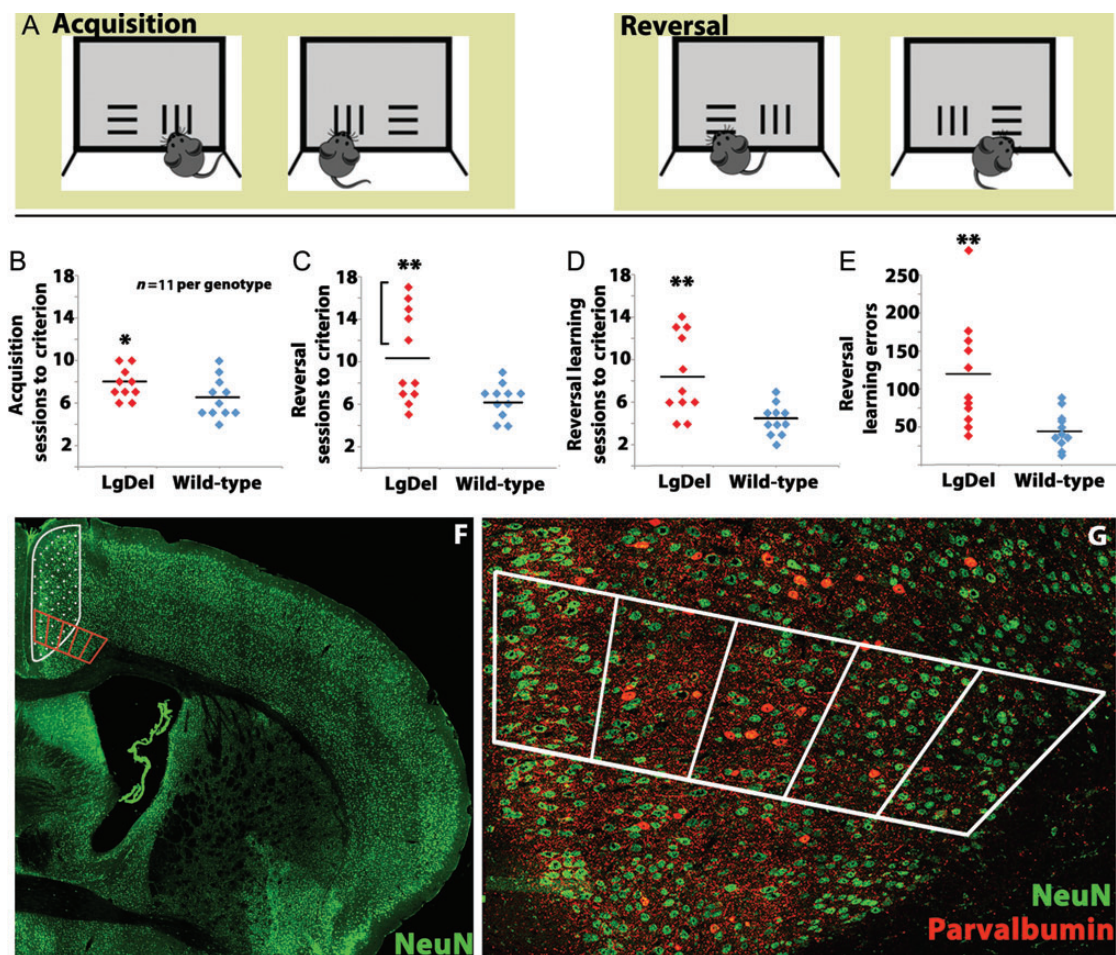 A Acquisition
Reversal
B
Acquisition
sessions to criterion
18
14
10
6
2
*
n=11 per genotype
LgDel Wild-type
C
Reversal
sessions to criterion
18
14
10
6
2
**
LgDel Wild-type
D
Reversal learning
sessions to criterion
18
14
10
6
2
**
LgDel Wild-type
E
Reversal
learning errors
250
200
150
100
50
**
LgDel Wild-type
F
NeuN
G
NeuN
Parvalbumin